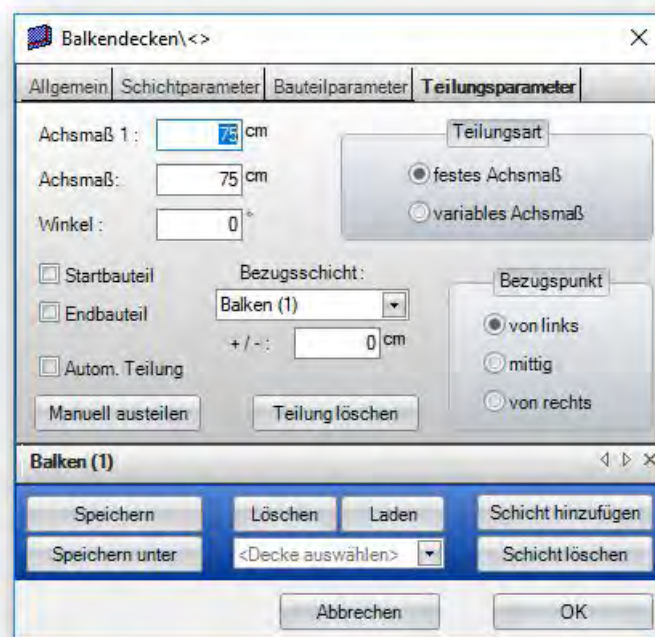 Balkendecken\<>
Allgemein Schichtparameter Bauteilparameter Teilungsparameter
Achsmaß 1 : 75 cm
Achsmaß: 75 cm
Winkel : 0 °
Teilungsart
festes Achsmaß
variables Achsmaß
Startbauteil
Endbauteil
Autom. Teilung
Bezugsschicht :
Balken (1)
+ / - : 0 cm
Bezugspunkt
von links
mittig
von rechts
Manuell austeilen Teilung löschen
Balken (1)
Speichern Löschen Laden Schicht hinzufügen
Speichern unter <Decke auswählen> Schicht löschen
Abbrechen OK